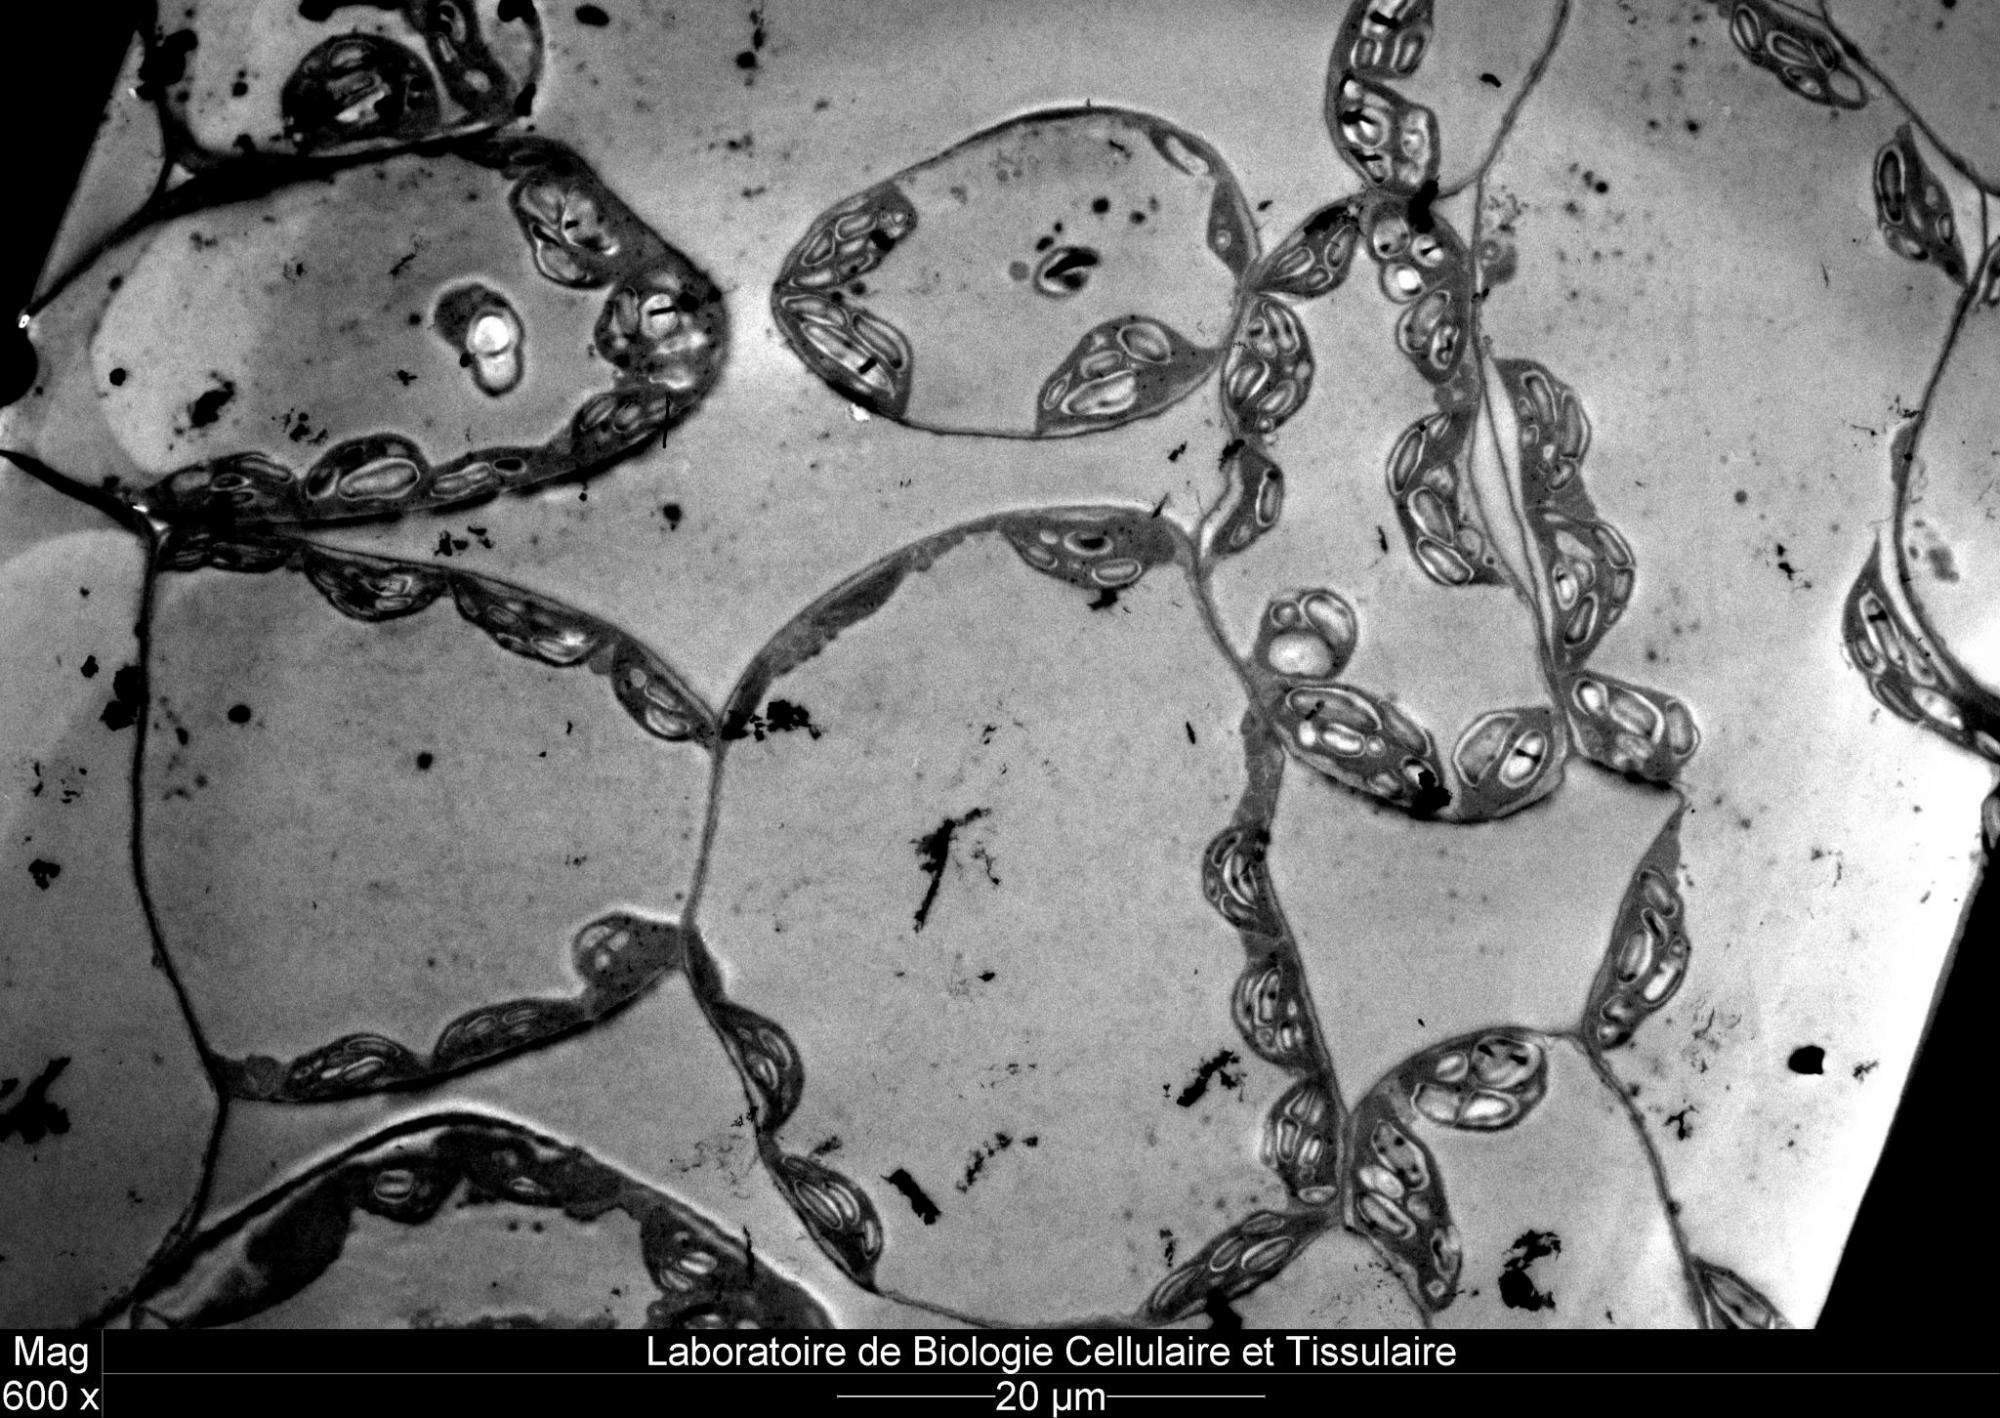 Mag
Laboratoire de Biologie Cellulaire et Tissulaire
600 x
20 µm